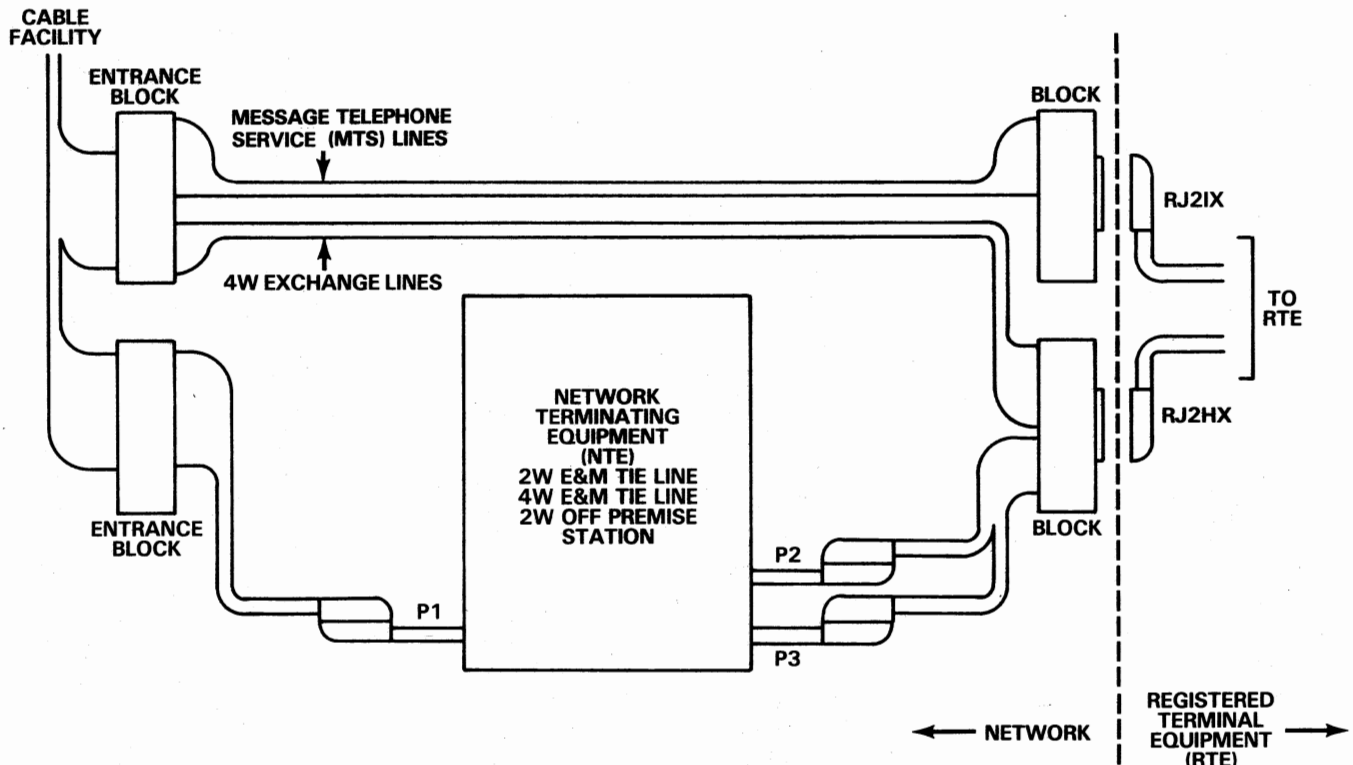 CABLE
FACILITY
ENTRANCE
BLOCK
MESSAGE TELEPHONE
SERVICE (MTS) LINES
BLOCK
RJ2IX
4W EXCHANGE LINES
TO
RTE
NETWORK
TERMINATING
EQUIPMENT
(NTE)
2W E&M TIE LINE
4W E&M TIE LINE
2W OFF PREMISE
STATION
RJ2HX
ENTRANCE
BLOCK
BLOCK
P2
P1
P3
NETWORK
REGISTERED
TERMINAL
EQUIPMENT
(RTE)